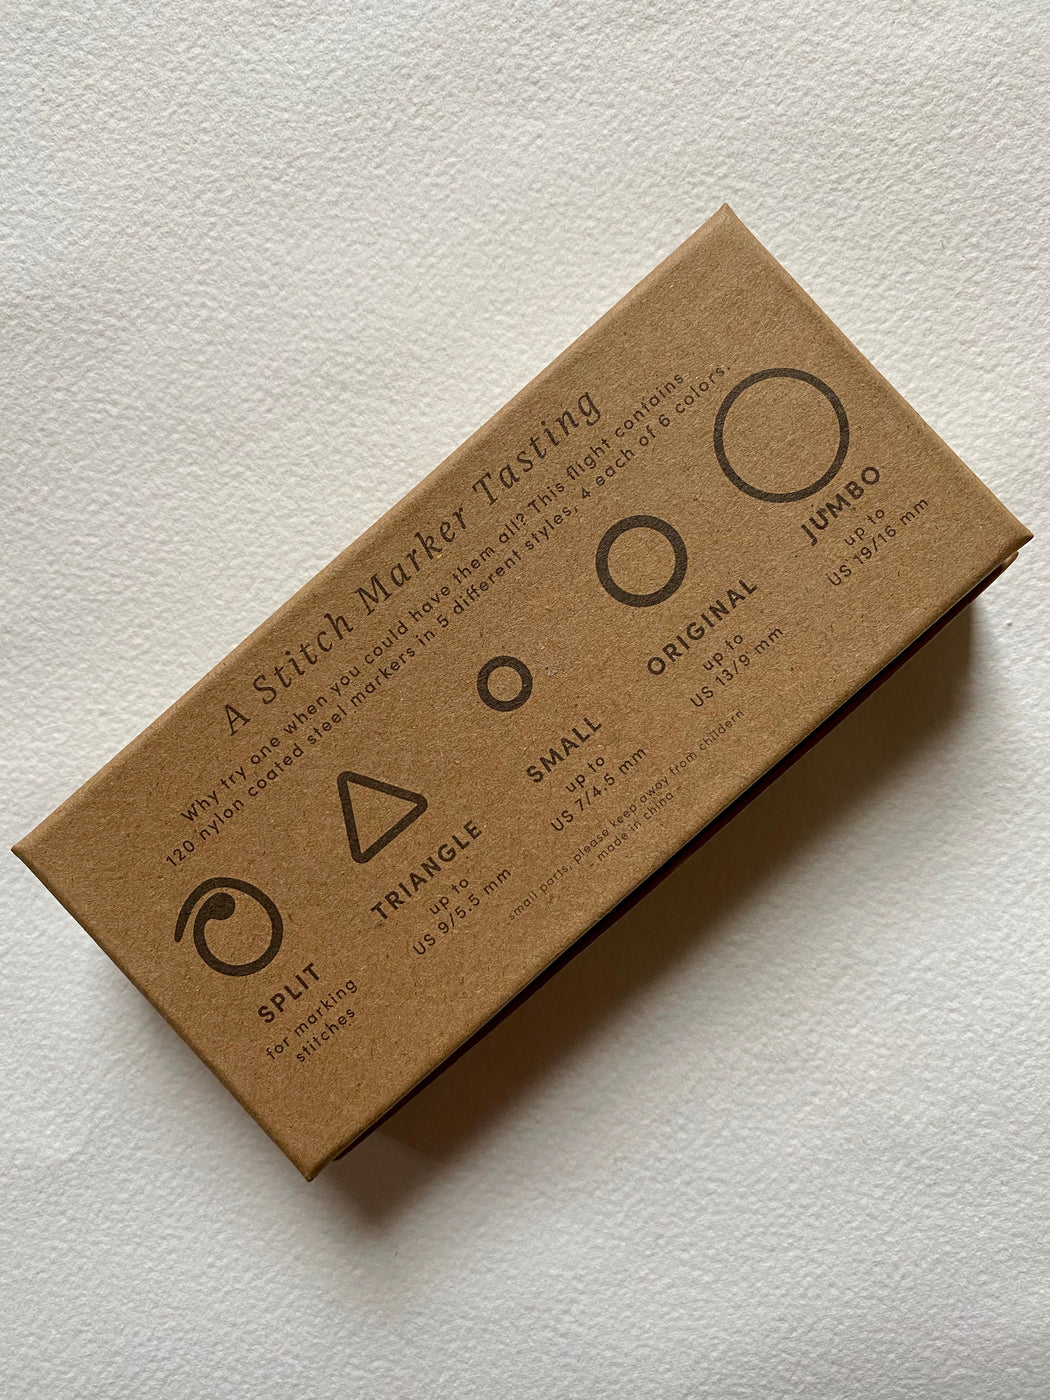 A Stitch Marker Tasting
Why try one when you could have them all? This flight contains
120 nylon coated steel markers in 5 different styles, 4 each of 6 colors.
SPLIT
for marking
stitches
TRIANGLE
up to
US 9/5.5 mm
SMALL
up to
US 7/4.5 mm
ORIGINAL
up to
US 13/9 mm
JUMBO
up to
US 19/16 mm
small parts, please keep away from childern
made in china